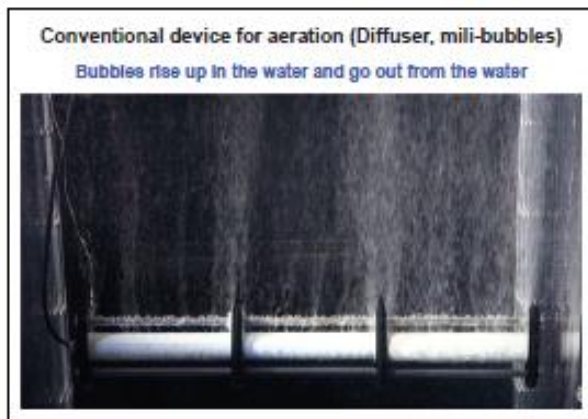 Conventional device for aeration (Diffuser, mili-bubbles)
Bubbles rise up in the water and go out from the water